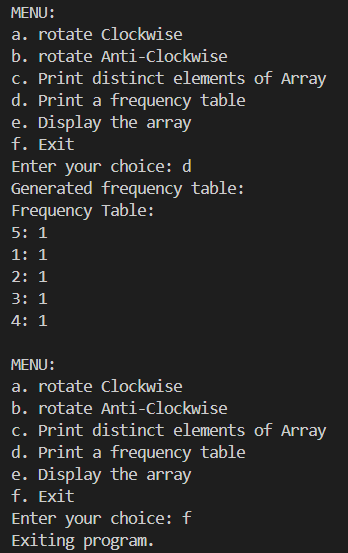 MENU:
a. rotate Clockwise
b. rotate Anti-Clockwise
c. Print distinct elements of Array
d. Print a frequency table
e. Display the array
f. Exit
Enter your choice: d
Generated frequency table:
Frequency Table:
5: 1
1: 1
2: 1
3: 1
4: 1
MENU:
a. rotate Clockwise
b. rotate Anti-Clockwise
c. Print distinct elements of Array
d. Print a frequency table
e. Display the array
f. Exit
Enter your choice: f
Exiting program.